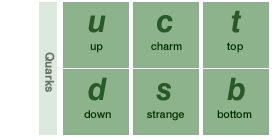 Quarks
u c t
up charm top
d s b
down strange bottom